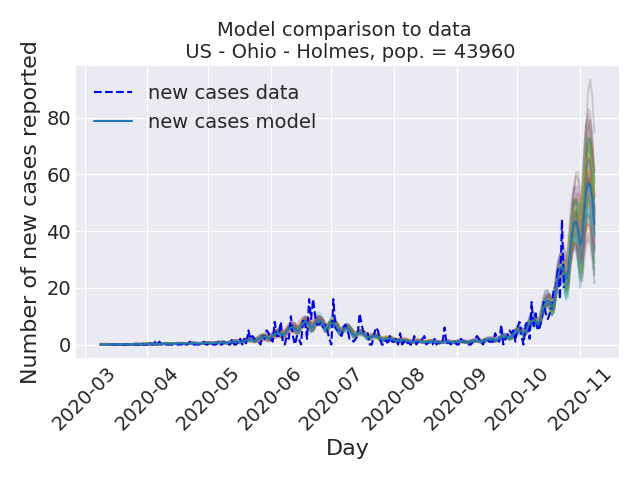 Model comparison to data
US - Ohio - Holmes, pop. = 43960
Number of new cases reported
80
60
40
20
0
new cases data
new cases model
2020-03
2020-04
2020-05
2020-06
2020-07
2020-08
2020-09
2020-10
2020-11
Day